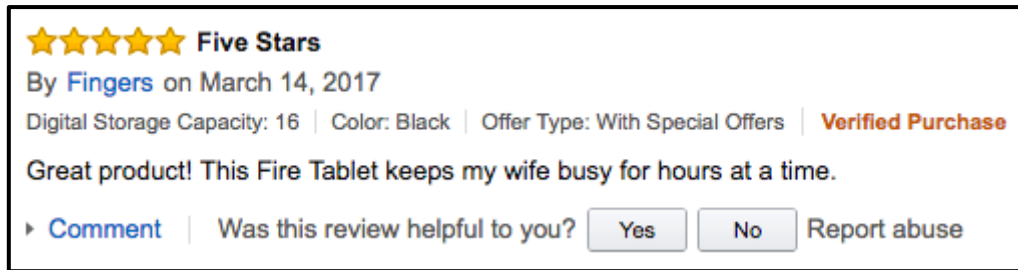 Five Stars
By Fingers on March 14, 2017
Digital Storage Capacity: 16 | Color: Black | Offer Type: With Special Offers | Verified Purchase
Great product! This Fire Tablet keeps my wife busy for hours at a time.
Comment | Was this review helpful to you? Yes No Report abuse